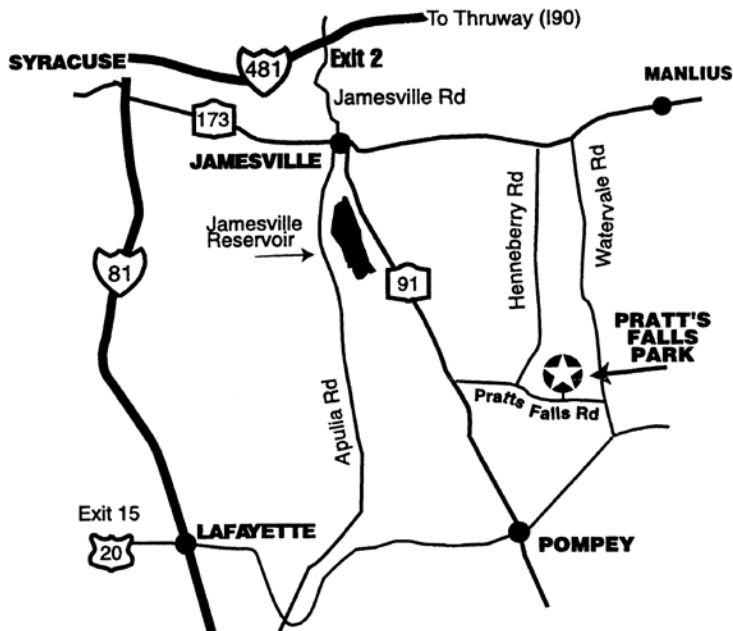 To Thruway (I90)
SYRACUSE
481
Exit 2
MANLIUS
Jamesville Rd
173
JAMESVILLE
Henneberry Rd
Watervale Rd
Jamesville
Reservoir
81
91
PRATT'S
FALLS
PARK
Pratts Falls Rd
Apulia Rd
Exit 15
20
LAFAYETTE
POMPEY